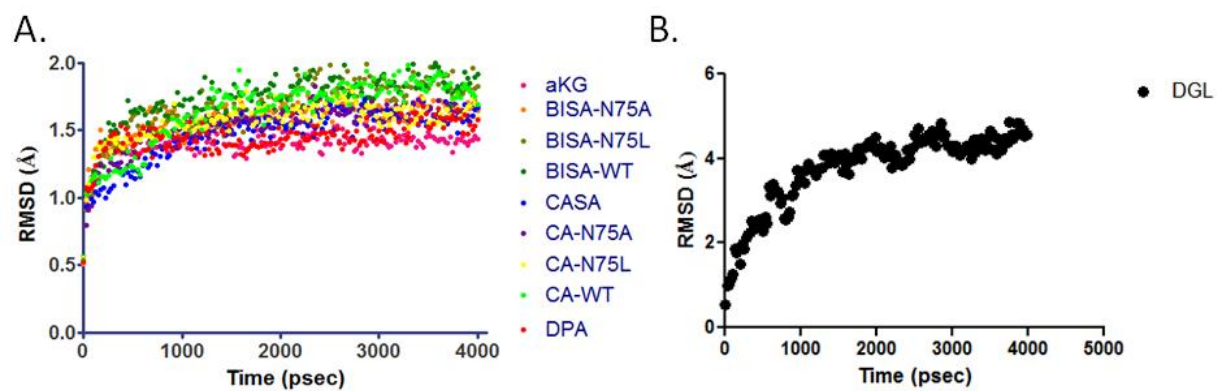 A.
RMSD (Å)
2.0
1.5
1.0
0.5
0.0
0
1000
2000
3000
4000
Time (psec)
aKG
BISA-N75A
BISA-N75L
BISA-WT
CASA
CA-N75A
CA-N75L
CA-WT
DPA
B.
RMSD (Å)
6
4
2
0
0
1000
2000
3000
4000
5000
Time (psec)
DGL